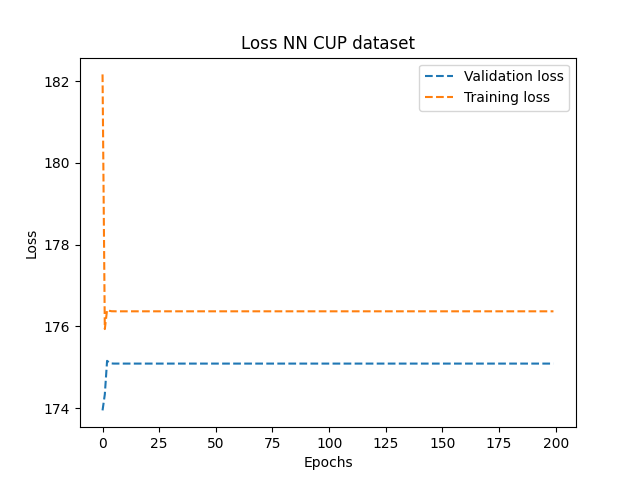 Loss NN CUP dataset
Validation loss
Training loss
182
180
178
176
174
Loss
0 25 50 75 100 125 150 175 200
Epochs